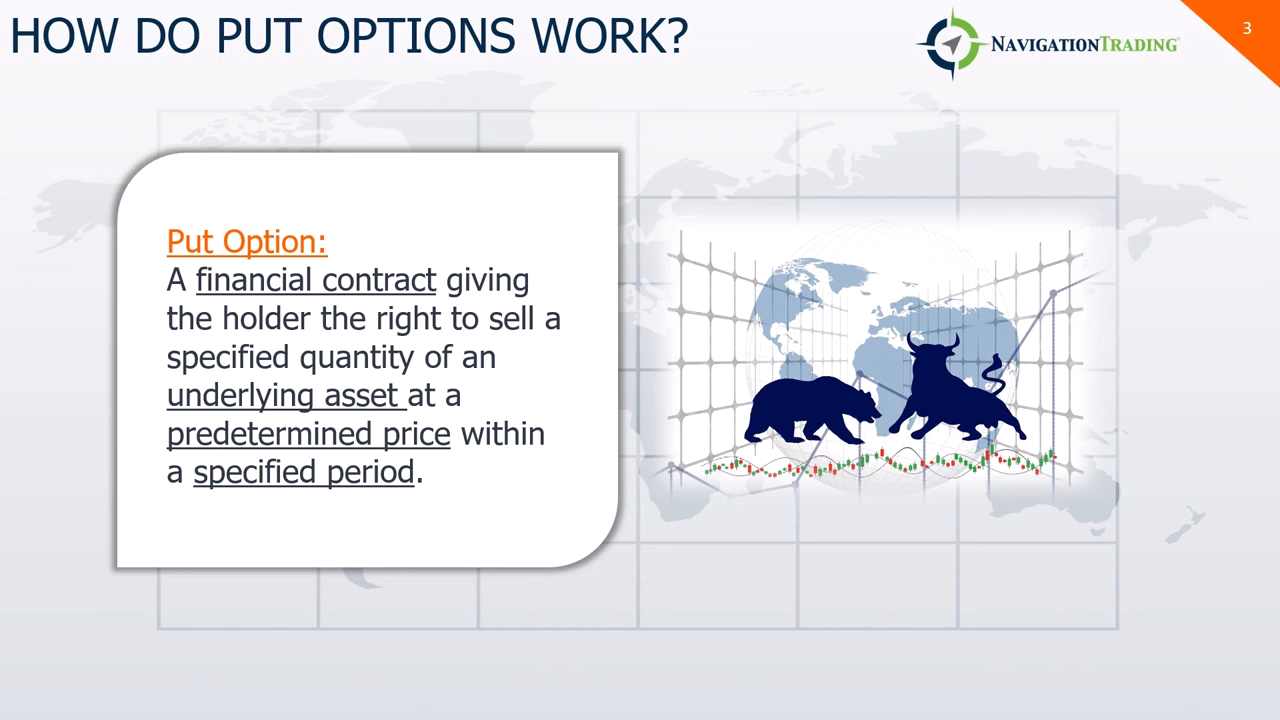 HOW DO PUT OPTIONS WORK?
NAVIGATIONTRADING®
3
Put Option:
A financial contract giving
the holder the right to sell a
specified quantity of an
underlying asset at a
predetermined price within
a specified period.